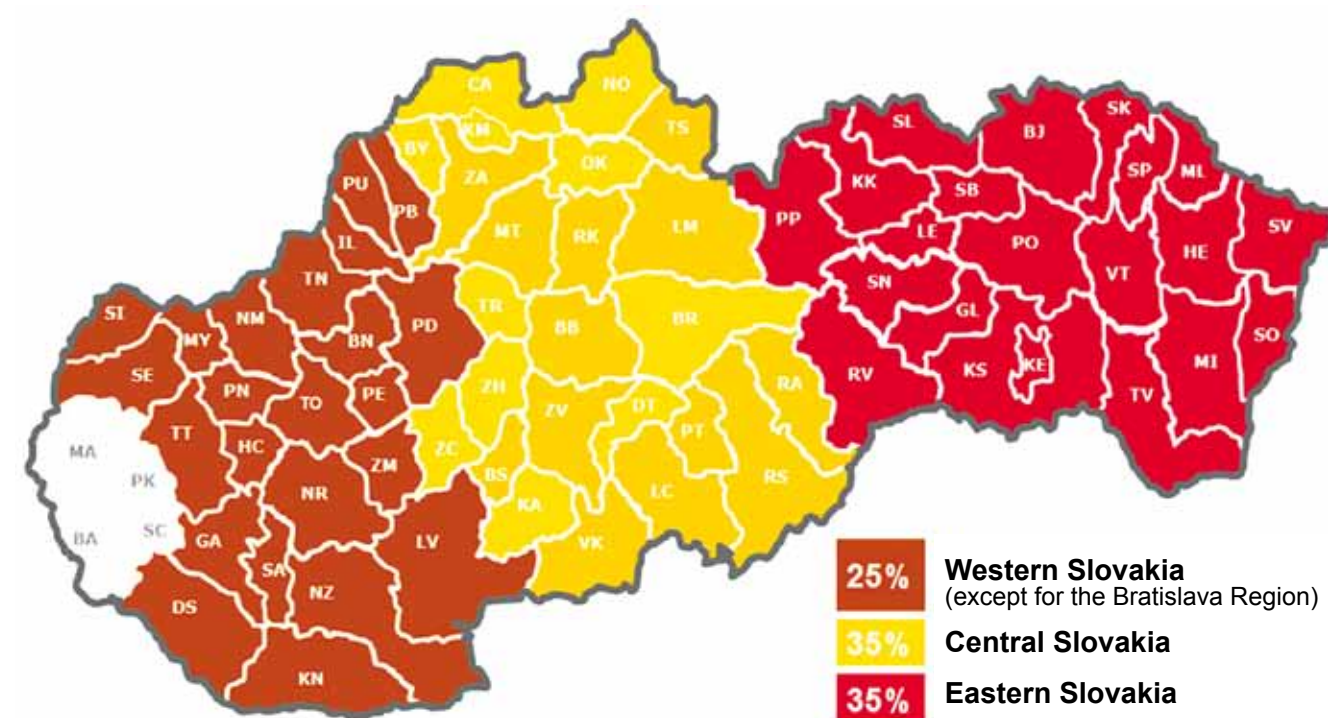 CA
NO
TS
KM
BY
OK
ZA
PU
PB
IL
MT
RK
LM
TN
SL
BJ
SK
SP
ML
KK
SB
PP
LE
PO
HE
SV
VT
SN
GL
SO
MI
RV
KS
KE
TV
SI
MY
NM
BN
PD
TR
BB
BR
SE
PN
TO
PE
ZH
ZV
DT
RA
TT
HC
ZM
ZC
BS
PT
MA
PK
NR
KA
LC
RS
BA
SC
GA
SA
LV
VK
DS
NZ
KN
25% Western Slovakia
(except for the Bratislava Region)
35% Central Slovakia
35% Eastern Slovakia